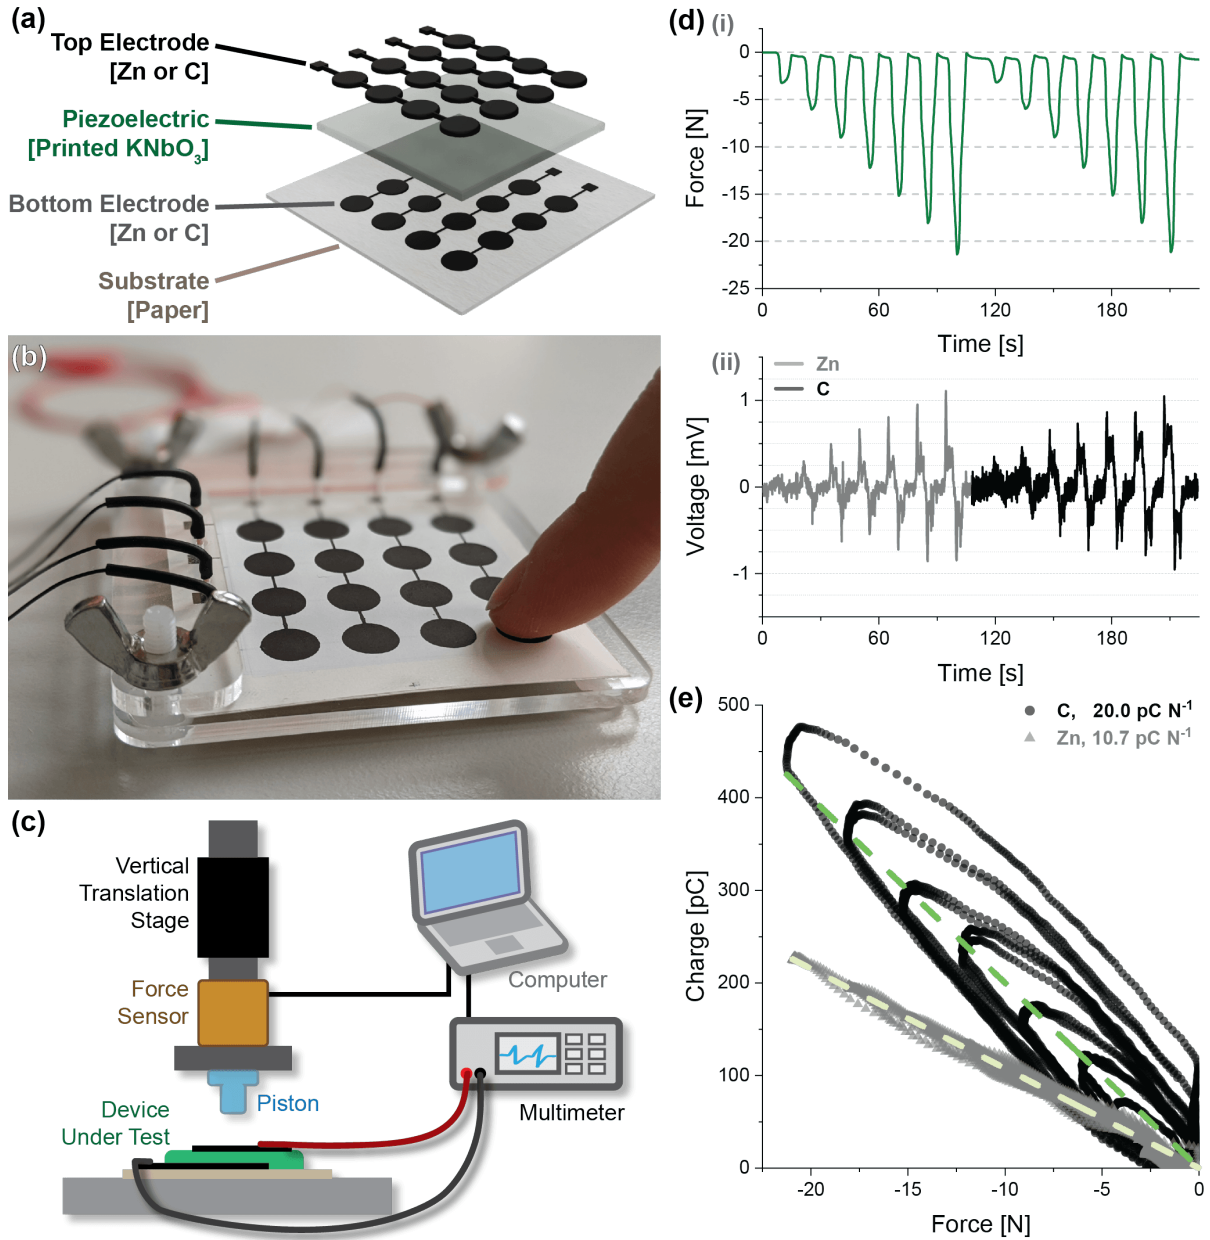 (a)
Top Electrode
[Zn or C]
Piezoelectric
[Printed KNbO₃]
Bottom Electrode
[Zn or C]
Substrate
[Paper]
(b)
(c)
Vertical
Translation
Stage
Force
Sensor
Piston
Device
Under Test
Computer
Multimeter
(d) (i)
0
-5
-10
-15
-20
-25
Force [N]
0 60 120 180
Time [s]
(ii)
Zn
C
1
0
-1
Voltage [mV]
0 60 120 180
Time [s]
(e)
C, 20.0 pC N⁻¹
Zn, 10.7 pC N⁻¹
500
400
300
200
100
0
Charge [pC]
-20 -15 -10 -5 0
Force [N]